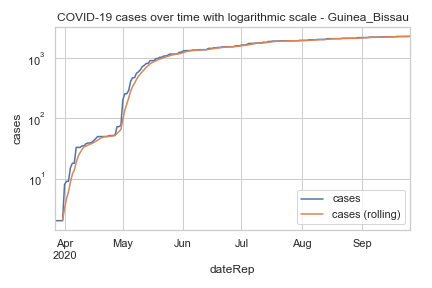 COVID-19 cases over time with logarithmic scale - Guinea_Bissau
cases
10³
10²
10¹
Apr
2020
May
Jun
Jul
Aug
Sep
dateRep
cases
cases (rolling)